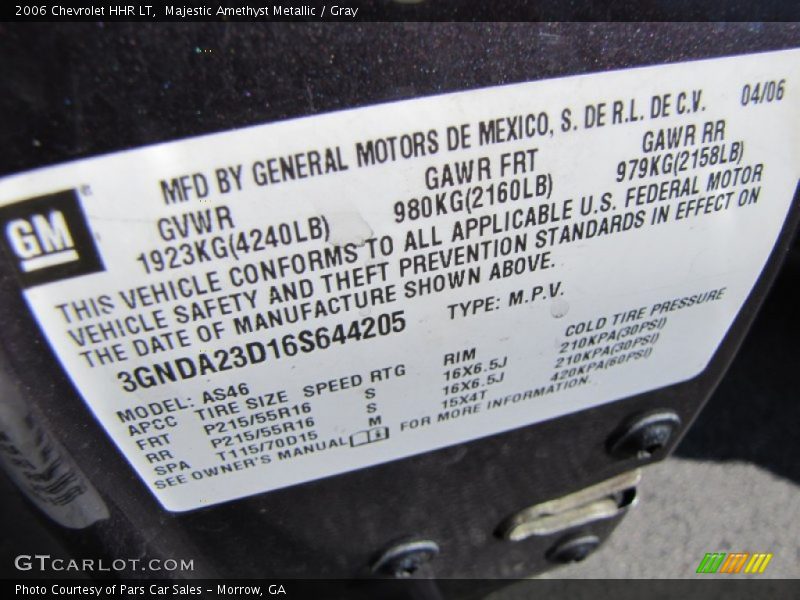 2006 Chevrolet HHR LT,  Majestic Amethyst Metallic / Gray
04/06
MFD BY GENERAL MOTORS DE MEXICO, S. DE R.L. DE C.V.
GVWR GAWR FRT GAWR RR
1923KG(4240LB) 980KG(2160LB) 979KG(2158LB)
GM
THIS VEHICLE CONFORMS TO ALL APPLICABLE U.S. FEDERAL MOTOR
VEHICLE SAFETY AND THEFT PREVENTION STANDARDS IN EFFECT ON
THE DATE OF MANUFACTURE SHOWN ABOVE.
3GNDA23D16S644205 TYPE: M.P.V.
MODEL: AS46
APCC TIRE SIZE SPEED RTG RIM COLD TIRE PRESSURE
FRT P215/55R16 S 16X6.5J 210KPA(30PSI)
RR P215/55R16 S 16X6.5J 210KPA(30PSI)
SPA T115/70D15 M 15X4T 420KPA(60PSI)
SEE OWNER'S MANUAL FOR MORE INFORMATION.
GTCARLOT.COM
Photo Courtesy of Pars Car Sales - Morrow, GA